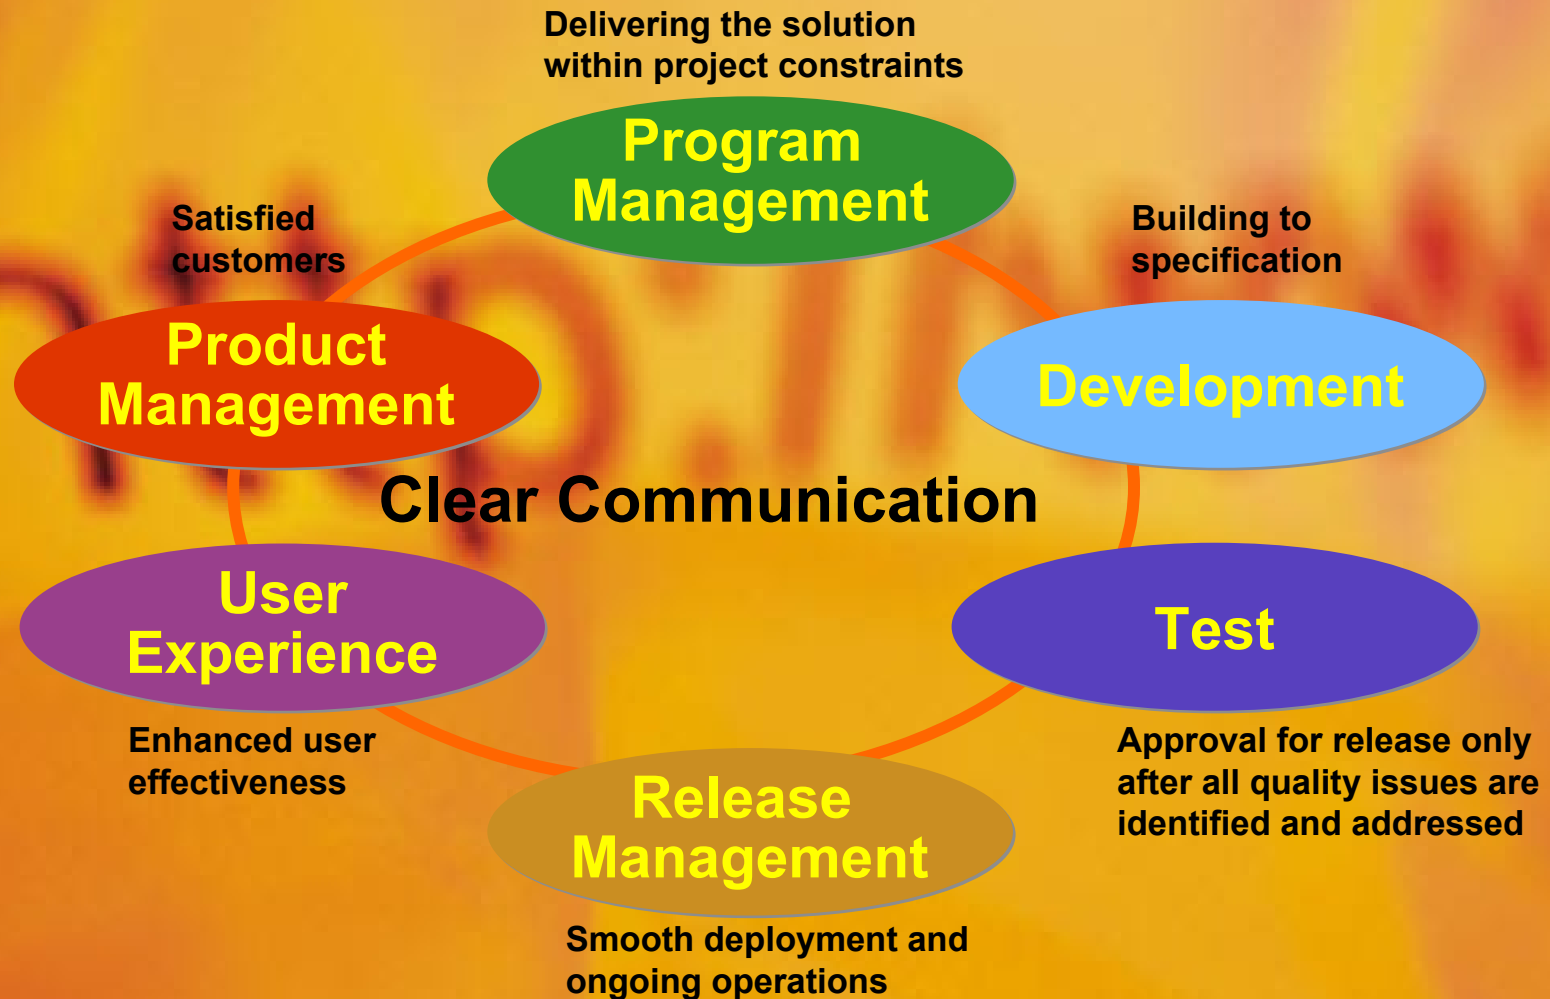 Delivering the solution
within project constraints
Program
Management
Satisfied
customers
Building to
specification
Product
Management
Development
Clear Communication
User
Experience
Test
Enhanced user
effectiveness
Approval for release only
after all quality issues are
identified and addressed
Release
Management
Smooth deployment and
ongoing operations